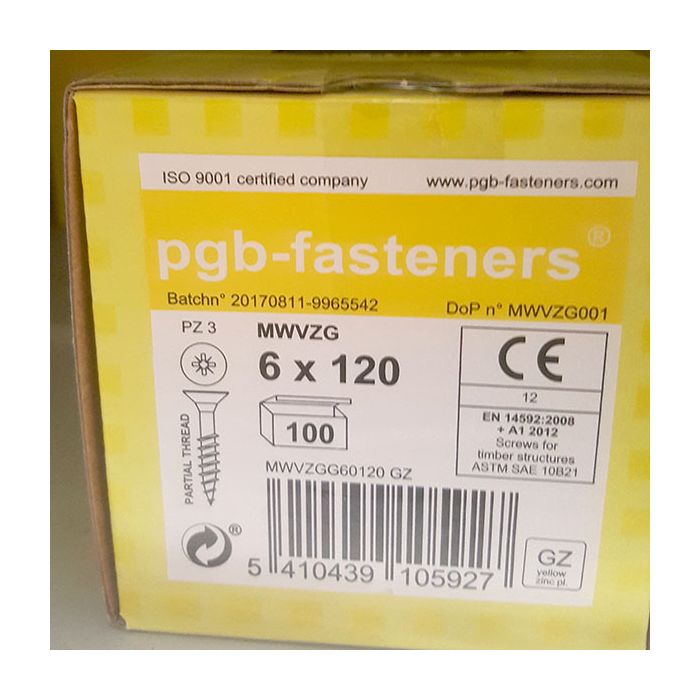 ISO 9001 certified company www.pgb-fasteners.com
pgb-fasteners®
Batchn° 20170811-9965542 DoP n° MWVZG001
PZ 3
MWVZG
6 x 120
PARTIAL THREAD
100
CE
12
EN 14592:2008
+ A1 2012
Screws for
timber structures
ASTM SAE 10B21
MWVZGG60120 GZ
®
5 410439 105927
GZ
yellow
zinc pl.